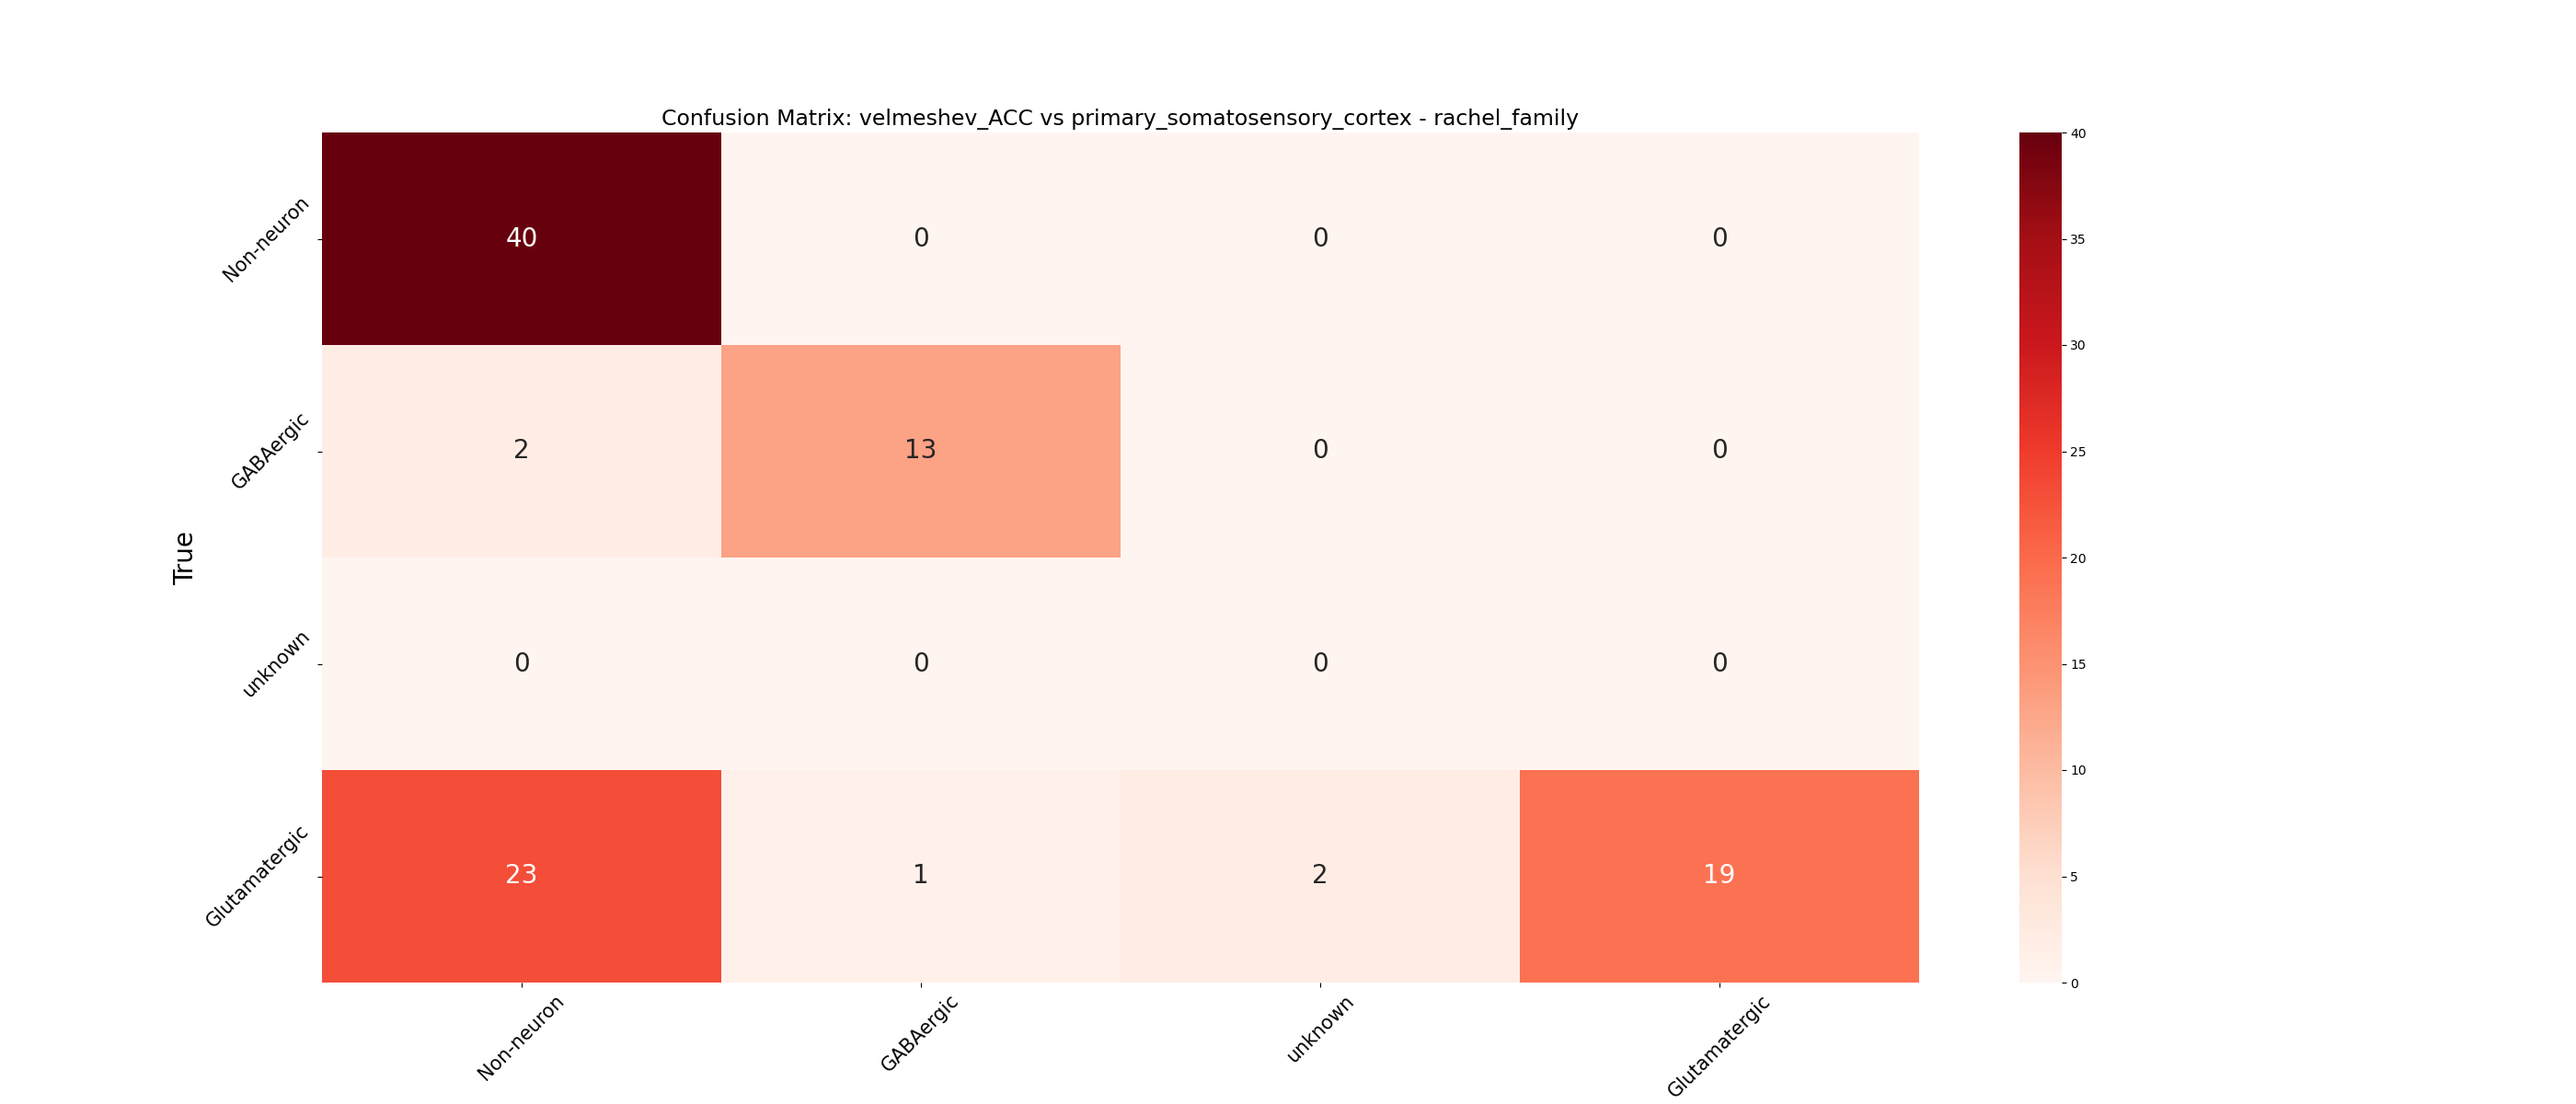 Confusion Matrix: velmeshev_ACC vs primary_somatosensory_cortex - rachel_family
True
Non-neuron
40
0
0
0
GABAergic
2
13
0
0
unknown
0
0
0
0
Glutamatergic
23
1
2
19
Non-neuron
GABAergic
unknown
Glutamatergic
40
35
30
25
20
15
10
5
0